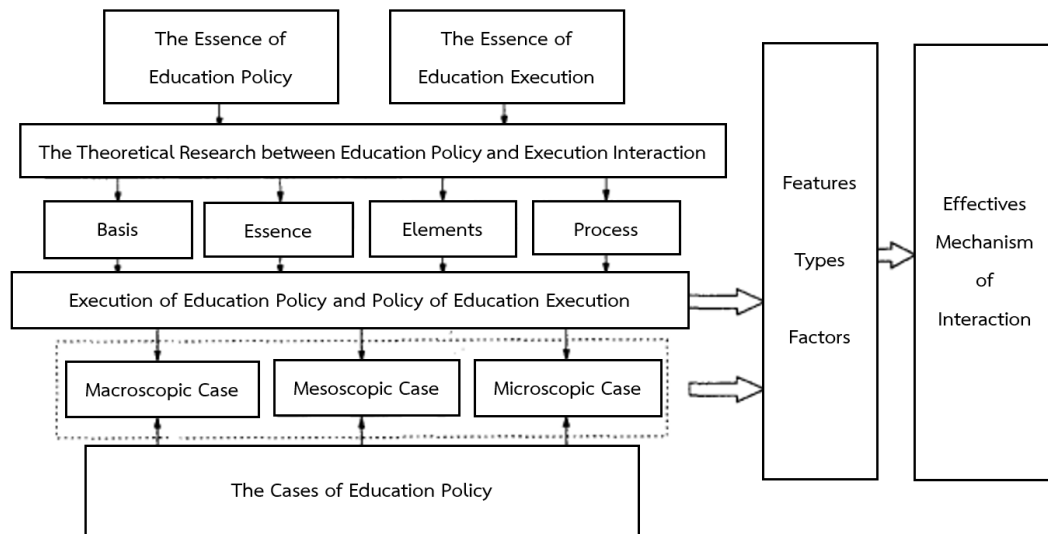 The Essence of
Education Policy
The Essence of
Education Execution
The Theoretical Research between Education Policy and Execution Interaction
Basis
Essence
Elements
Process
Execution of Education Policy and Policy of Education Execution
Macroscopic Case
Mesoscopic Case
Microscopic Case
The Cases of Education Policy
Features
Types
Factors
Effectives
Mechanism
of
Interaction